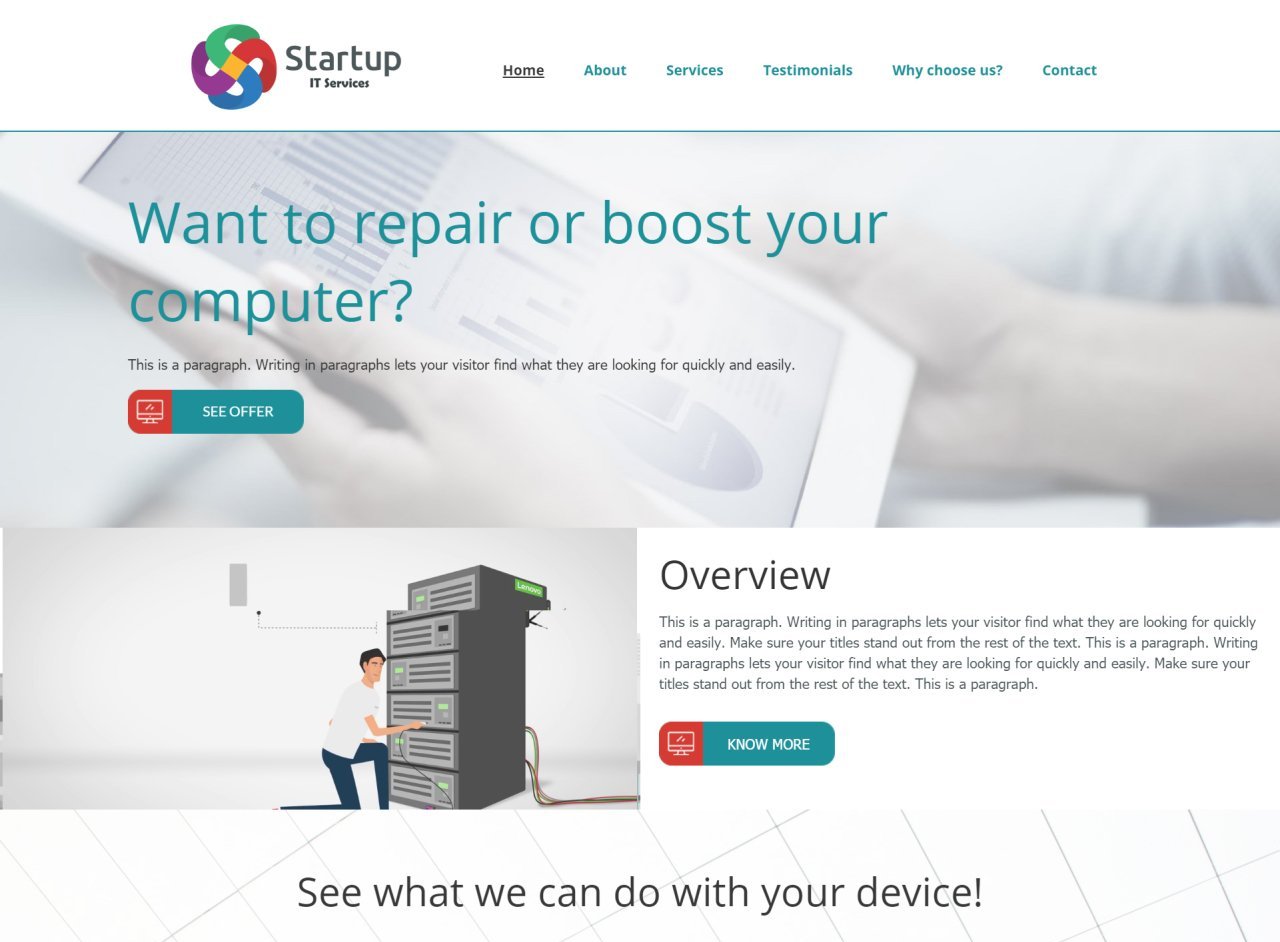 Startup
IT Services
Home
About
Services
Testimonials
Why choose us?
Contact
Want to repair or boost your
computer?
This is a paragraph. Writing in paragraphs lets your visitor find what they are looking for quickly and easily.
SEE OFFER
Lenovo
Overview
This is a paragraph. Writing in paragraphs lets your visitor find what they are looking for quickly
and easily. Make sure your titles stand out from the rest of the text. This is a paragraph. Writing
in paragraphs lets your visitor find what they are looking for quickly and easily. Make sure your
titles stand out from the rest of the text. This is a paragraph.
KNOW MORE
See what we can do with your device!